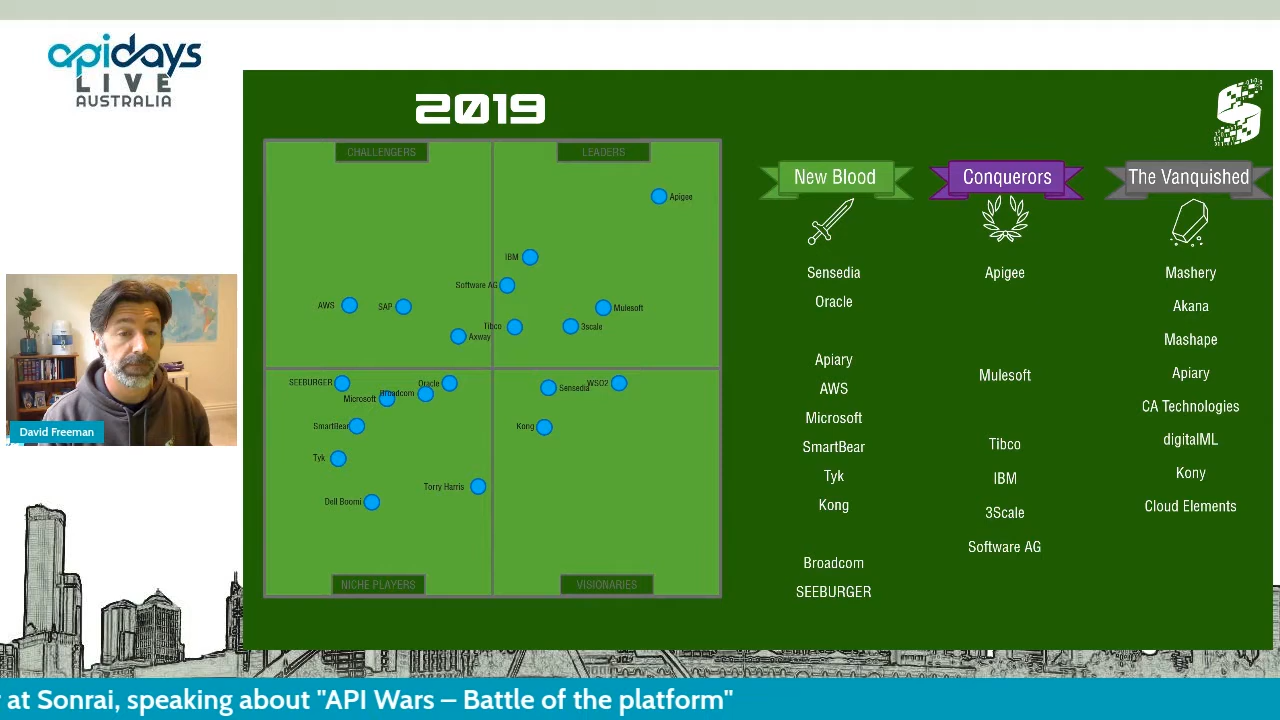 apidays
LIVE
AUSTRALIA
2019
CHALLENGERS
LEADERS
Apigee
IBM
Software AG
AWS
SAP
Mulesoft
Tibco
3scale
Axway
SEEBURGER
Oracle
Broadcom
Microsoft
Sensedia
WSO2
SmartBear
Kong
Tyk
Torry Harris
Dell Boomi
NICHE PLAYERS
VISIONARIES
New Blood
Sensedia
Oracle
Apiary
AWS
Microsoft
SmartBear
Tyk
Kong
Broadcom
SEEBURGER
Conquerors
Apigee
Mulesoft
Tibco
IBM
3Scale
Software AG
The Vanquished
Mashery
Akana
Mashape
Apiary
CA Technologies
digitalML
Kony
Cloud Elements
David Freeman
at Sonrai, speaking about "API Wars – Battle of the platform"